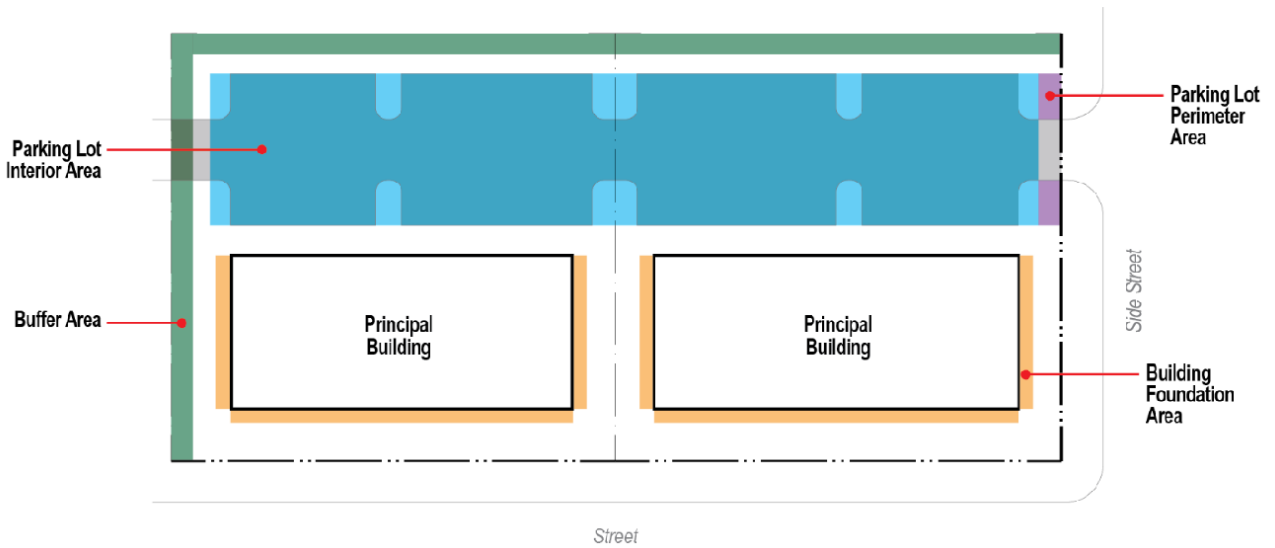 Parking Lot
Perimeter
Area
Parking Lot
Interior Area
Buffer Area
Principal
Building
Principal
Building
Side Street
Building
Foundation
Area
Street